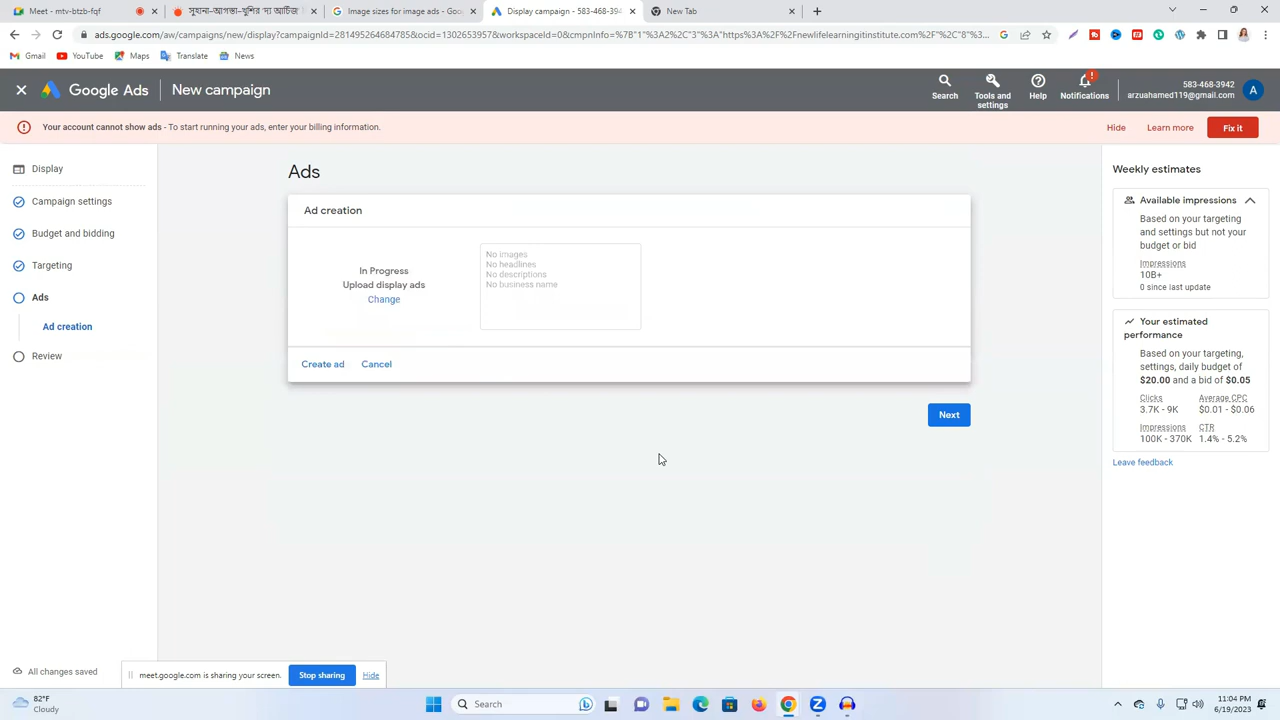 Meet - mtv-btzb-fqf
সুহানা-আগস্ত্য-খুশির 'দ্য আর্চিজ'
Image sizes for image ads - Goo
Display campaign - 583-468-394
New Tab
ads.google.com/aw/campaigns/new/display?campaignId=281495264684785&ocid=1302653957&workspaceId=0&cmpnInfo=%7B"1"%3A2%2C"3"%3A"https%3A%2F%2Fnewlifelearningitinstitute.com%2F"%2C"8"%3...
Gmail
YouTube
Maps
Translate
News
Google Ads
New campaign
Search
Tools and settings
Help
Notifications
583-468-3942
arzuahamed119@gmail.com
A
Your account cannot show ads - To start running your ads, enter your billing information.
Hide
Learn more
Fix it
Display
Campaign settings
Budget and bidding
Targeting
Ads
Ad creation
Review
Ads
Ad creation
In Progress
Upload display ads
Change
No images
No headlines
No descriptions
No business name
Create ad
Cancel
Next
Weekly estimates
Available impressions
Based on your targeting
and settings but not your
budget or bid
Impressions
10B+
0 since last update
Your estimated
performance
Based on your targeting,
settings, daily budget of
$20.00 and a bid of $0.05
Clicks
Average CPC
3.7K - 9K
$0.01 - $0.06
Impressions
CTR
100K - 370K
1.4% - 5.2%
Leave feedback
All changes saved
meet.google.com is sharing your screen.
Stop sharing
Hide
82°F
Cloudy
Search
11:04 PM
6/19/2023